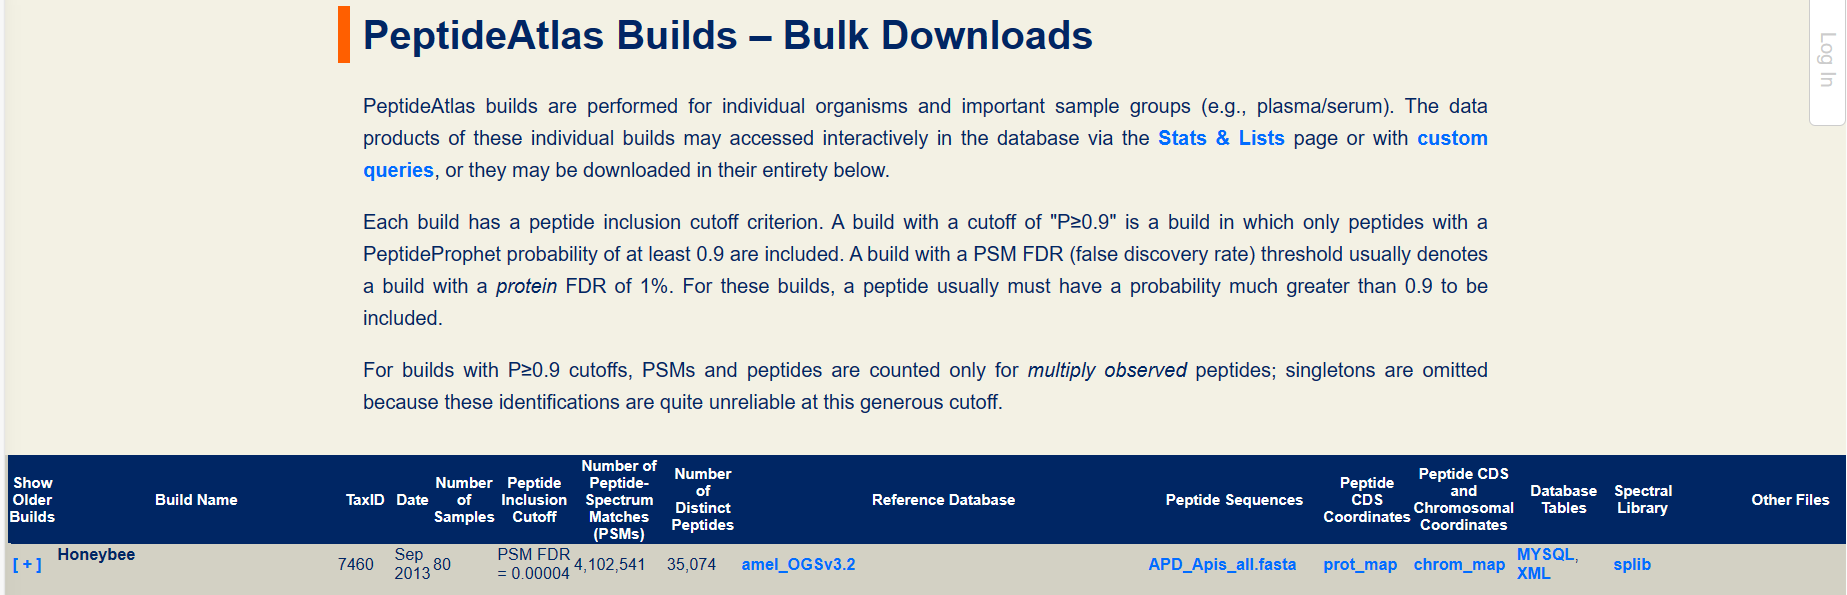 PeptideAtlas Builds – Bulk Downloads
Log In
PeptideAtlas builds are performed for individual organisms and important sample groups (e.g., plasma/serum). The data
products of these individual builds may accessed interactively in the database via the Stats & Lists page or with custom
queries, or they may be downloaded in their entirety below.
Each build has a peptide inclusion cutoff criterion. A build with a cutoff of "P≥0.9" is a build in which only peptides with a
PeptideProphet probability of at least 0.9 are included. A build with a PSM FDR (false discovery rate) threshold usually denotes
a build with a protein FDR of 1%. For these builds, a peptide usually must have a probability much greater than 0.9 to be
included.
For builds with P≥0.9 cutoffs, PSMs and peptides are counted only for multiply observed peptides; singletons are omitted
because these identifications are quite unreliable at this generous cutoff.
Show
Older
Builds
Build Name
TaxID
Date
Number
of
Samples
Peptide
Inclusion
Cutoff
Number of
Peptide-
Spectrum
Matches
(PSMs)
Number
of
Distinct
Peptides
Reference Database
Peptide Sequences
Peptide
CDS
Coordinates
Peptide CDS
and
Chromosomal
Coordinates
Database
Tables
Spectral
Library
Other Files
[ + ]
Honeybee
7460
Sep
2013
80
PSM FDR
= 0.00004
4,102,541
35,074
amel_OGSv3.2
APD_Apis_all.fasta
prot_map
chrom_map
MYSQL,
XML
splib